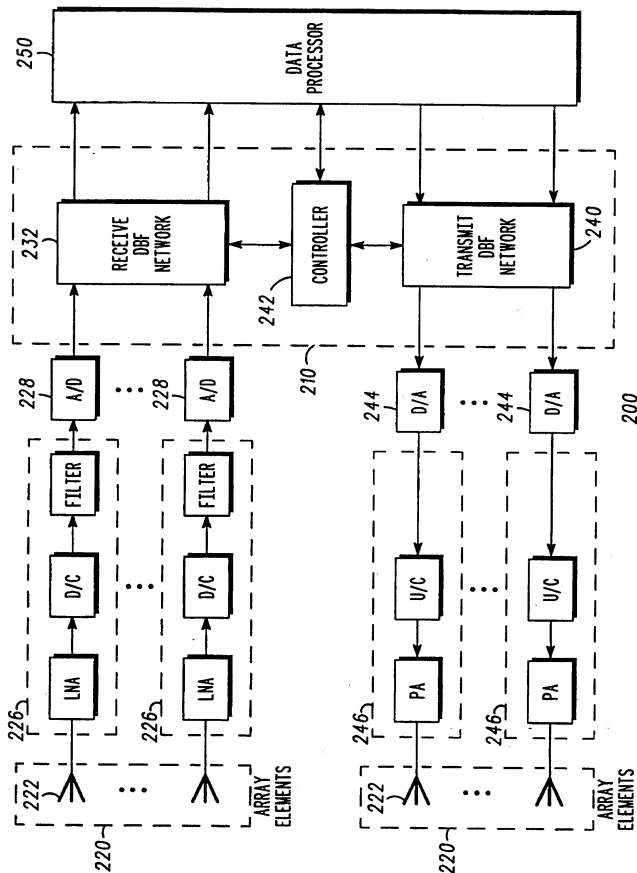 222
220
ARRAY
ELEMENTS
226
LNA
D/C
FILTER
228
A/D
226
LNA
D/C
FILTER
228
A/D
232
RECEIVE
DBF
NETWORK
250
DATA
PROCESSOR
242
CONTROLLER
210
TRANSMIT
DBF
NETWORK
240
244
D/A
244
D/A
246
U/C
PA
246
U/C
PA
222
220
ARRAY
ELEMENTS
200